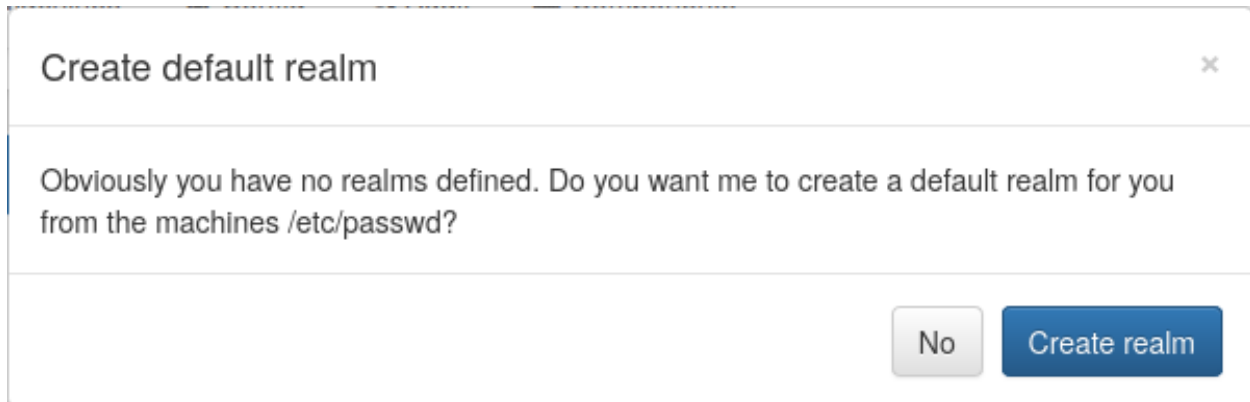 Create default realm
×
Obviously you have no realms defined. Do you want me to create a default realm for you
from the machines /etc/passwd?
No
Create realm